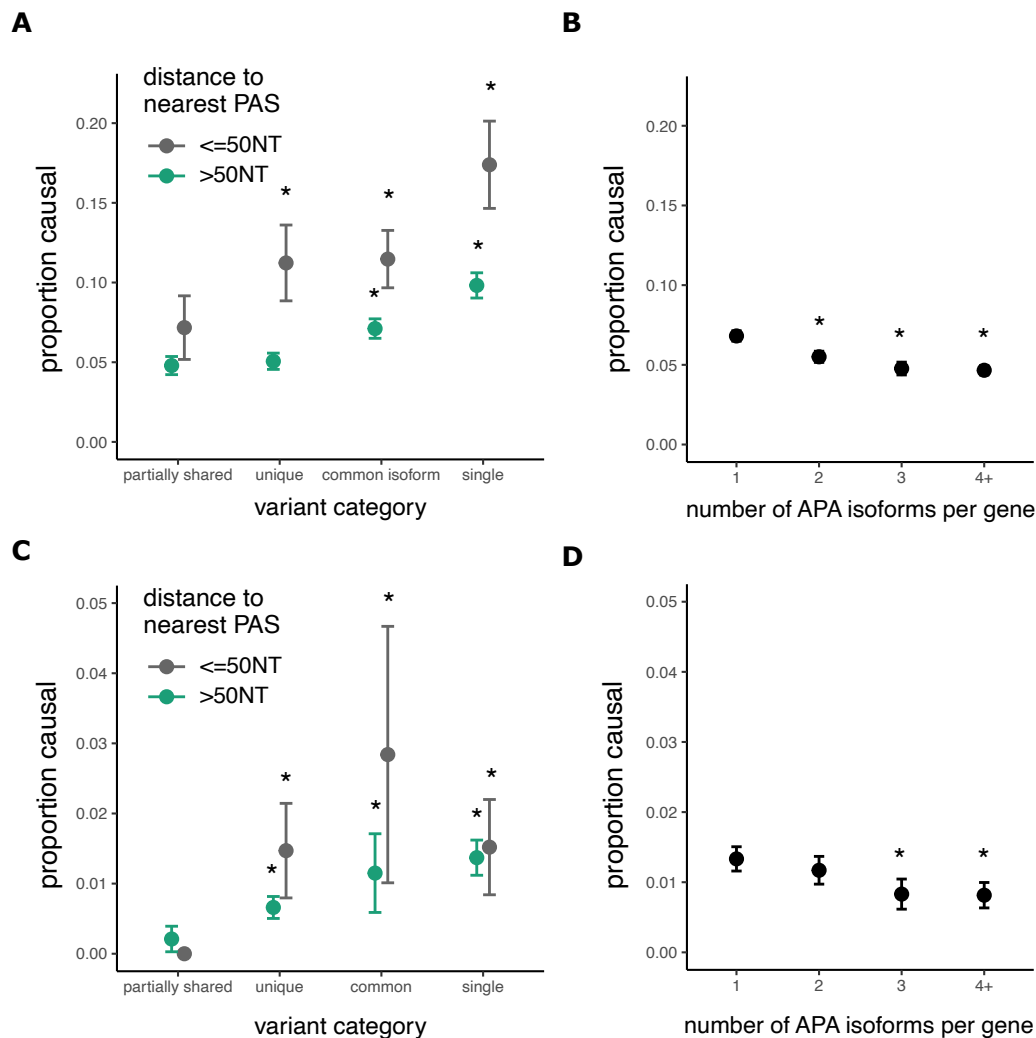 A
distance to
nearest PAS
<=50NT
>50NT
*
*
*
*
*
0.20
0.15
0.10
0.05
0.00
proportion causal
partially shared
unique
common isoform
single
variant category
B
0.20
0.15
0.10
0.05
0.00
proportion causal
*
*
*
1
2
3
4+
number of APA isoforms per gene
C
distance to
nearest PAS
<=50NT
>50NT
*
*
*
*
*
*
0.05
0.04
0.03
0.02
0.01
0.00
proportion causal
partially shared
unique
common
single
variant category
D
0.05
0.04
0.03
0.02
0.01
0.00
proportion causal
*
*
1
2
3
4+
number of APA isoforms per gene